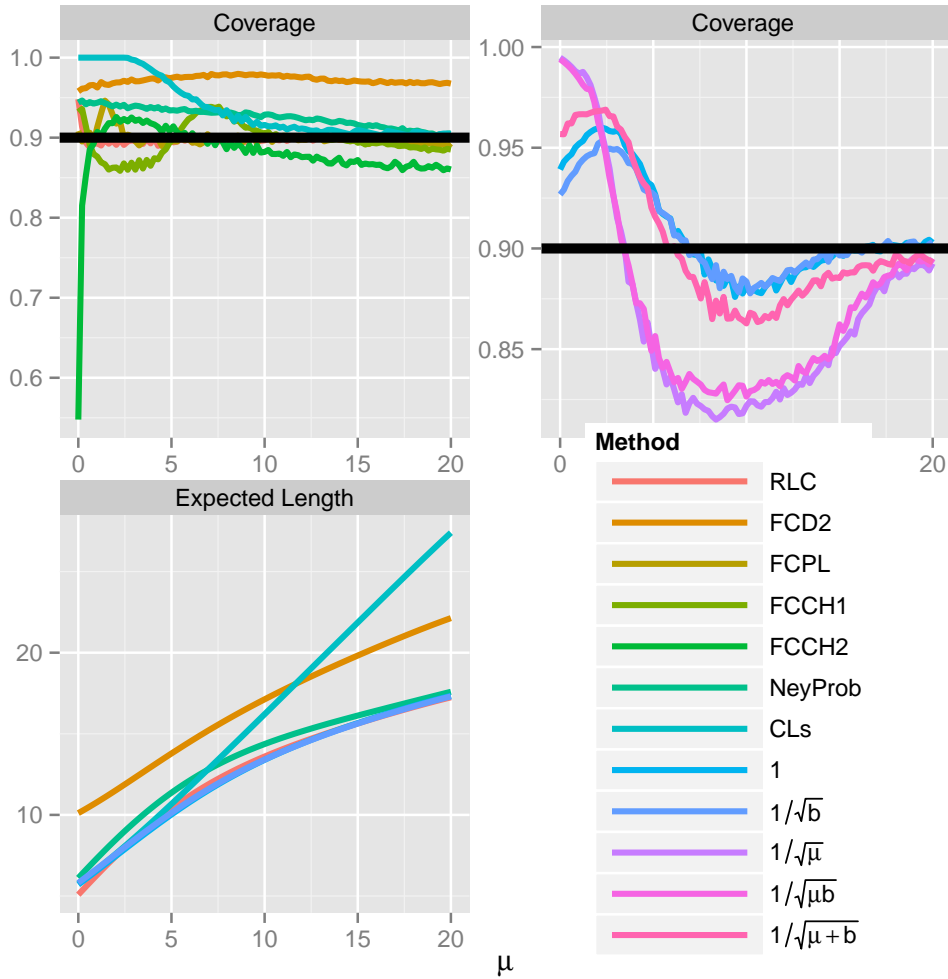 Coverage
1.0
0.9
0.8
0.7
0.6
0
5
10
15
20
Coverage
1.00
0.95
0.90
0.85
0
20
Expected Length
20
10
0
5
10
15
20
μ
Method
RLC
FCD2
FCPL
FCCH1
FCCH2
NeyProb
CLs
1
1/√b
1/√μ
1/√μb
1/√μ + b